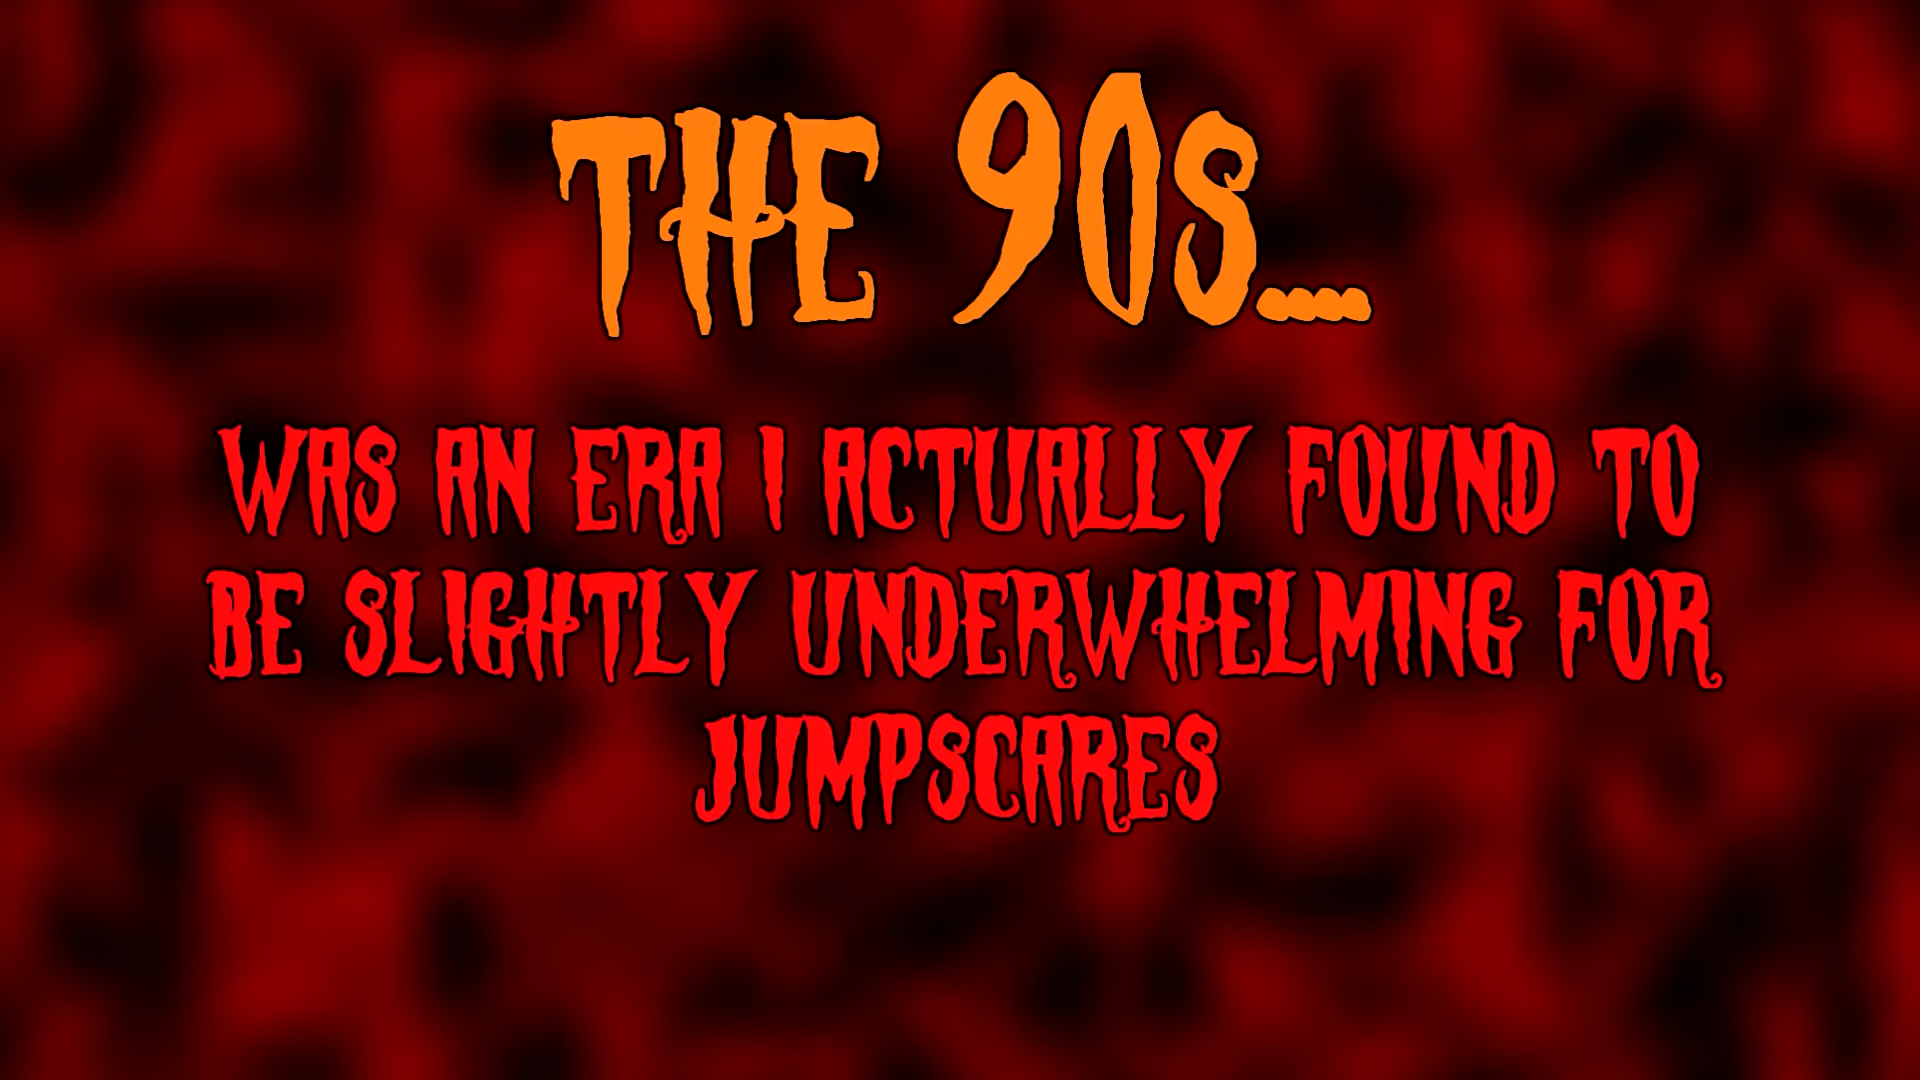 THE 90s....
WAS AN ERA I ACTUALLY FOUND TO
BE SLIGHTLY UNDERWHELMING FOR
JUMPSCARES